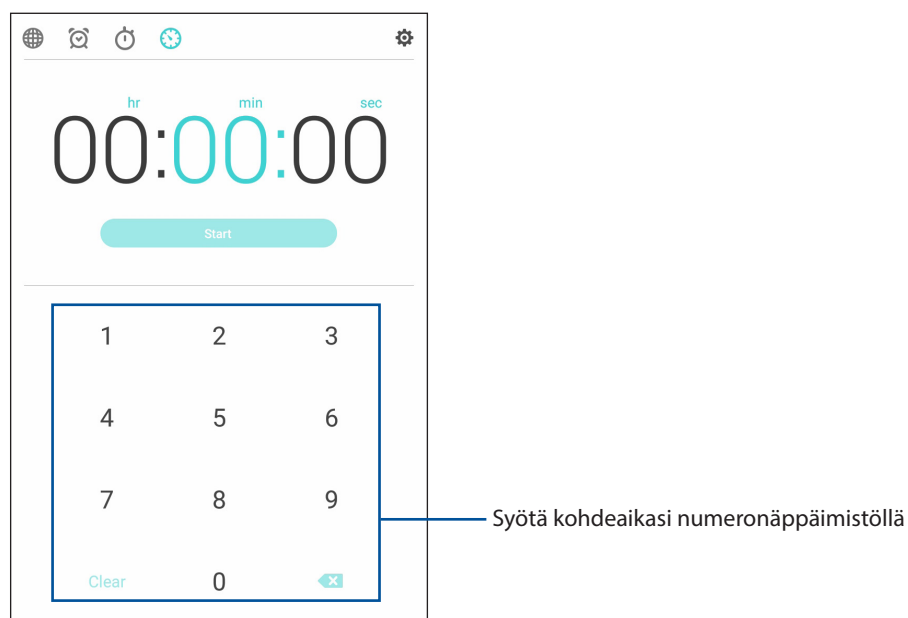 hr min sec
00:00:00
Start
1 2 3
4 5 6
7 8 9
Syötä kohdeaikasi numeronäppäimistöllä
Clear 0